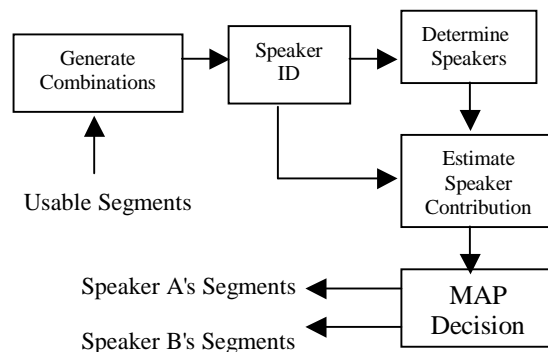 Generate
Combinations
Speaker
ID
Determine
Speakers
Estimate
Speaker
Contribution
Usable Segments
MAP
Decision
Speaker A's Segments
Speaker B's Segments